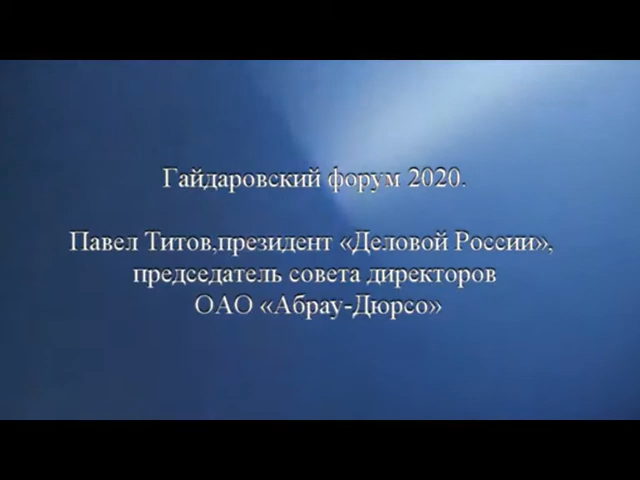 Гайдаровский форум 2020.
Павел Титов,президент «Деловой России»,
председатель совета директоров
ОАО «Абрау-Дюрсо»